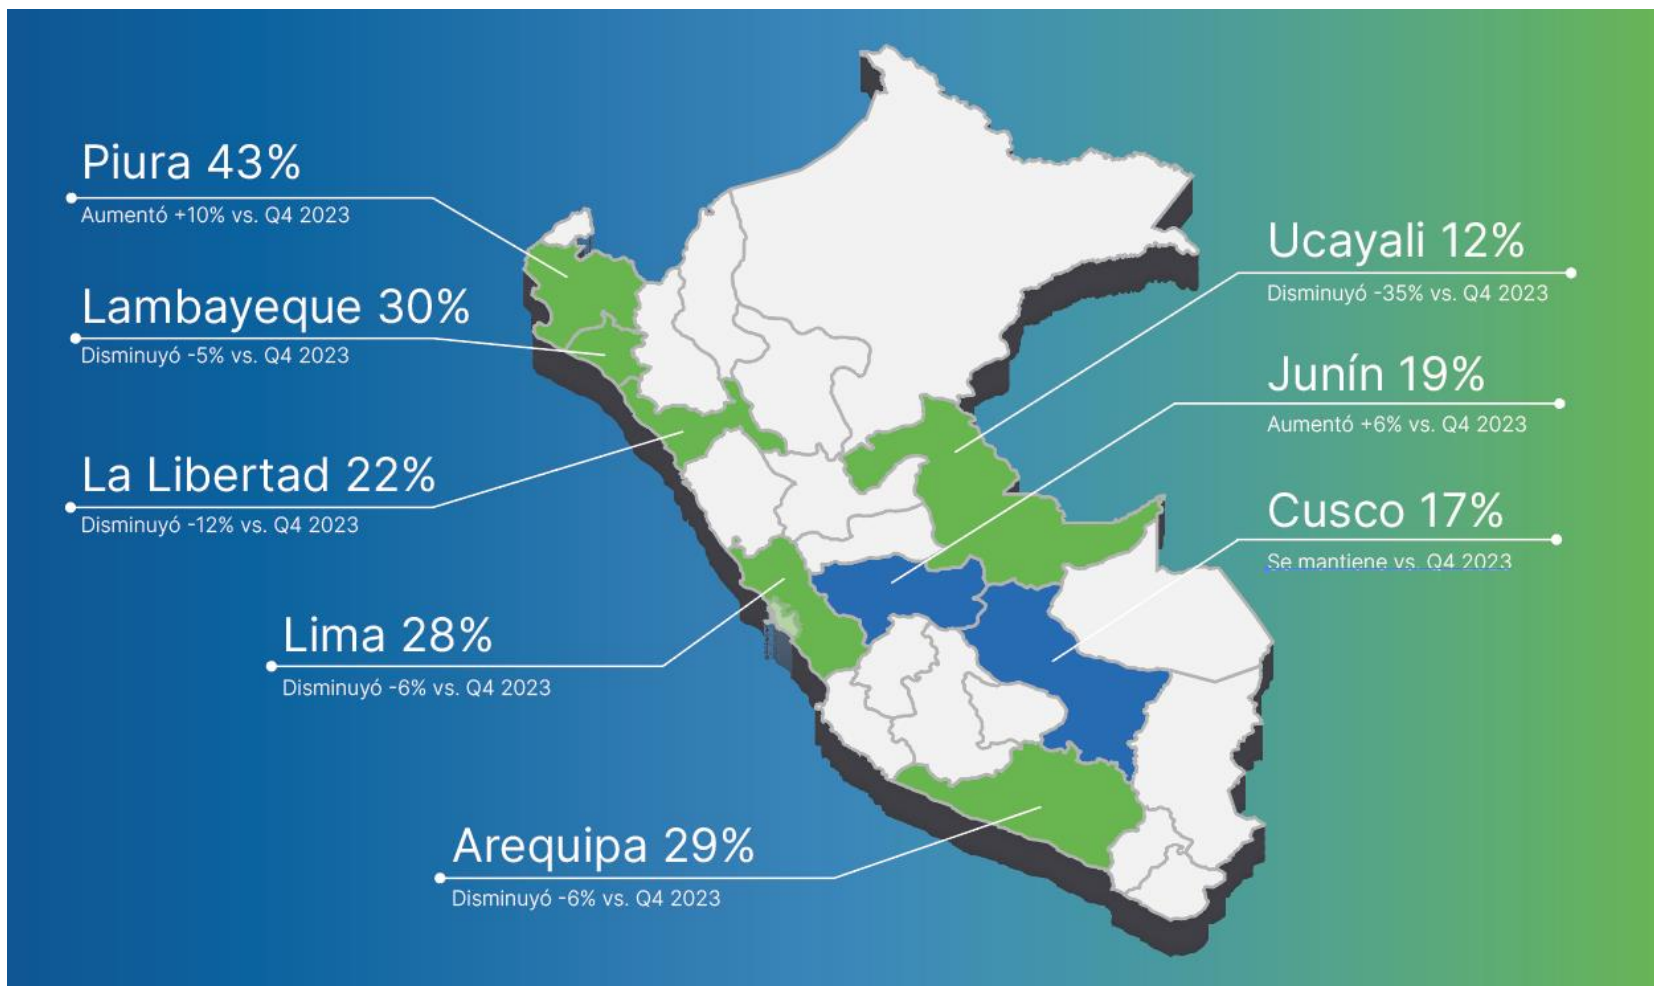 Piura 43%
Aumentó +10% vs. Q4 2023
Lambayeque 30%
Disminuyó -5% vs. Q4 2023
La Libertad 22%
Disminuyó -12% vs. Q4 2023
Lima 28%
Disminuyó -6% vs. Q4 2023
Arequipa 29%
Disminuyó -6% vs. Q4 2023
Ucayali 12%
Disminuyó -35% vs. Q4 2023
Junín 19%
Aumentó +6% vs. Q4 2023
Cusco 17%
Se mantiene vs. Q4 2023